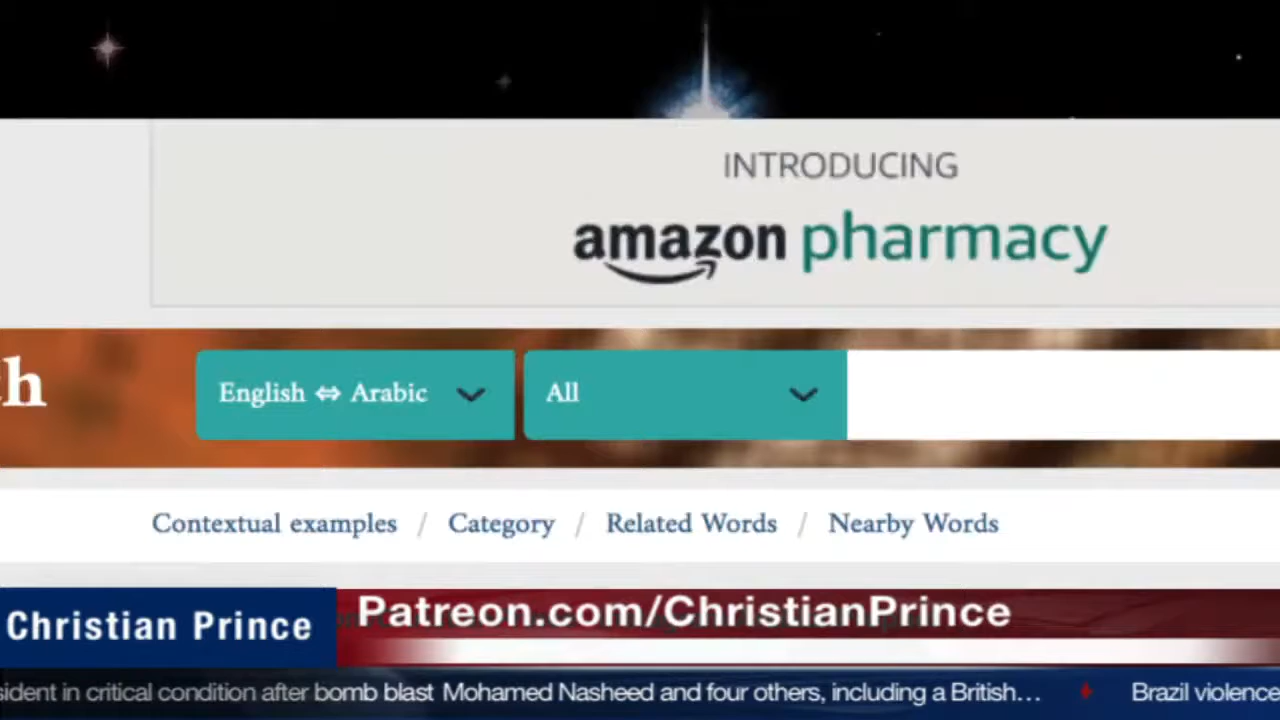 INTRODUCING
amazon pharmacy
h
English ⇔ Arabic All
Contextual examples / Category / Related Words / Nearby Words
Christian Prince Patreon.com/ChristianPrince
sident in critical condition after bomb blast Mohamed Nasheed and four others, including a British… Brazil violence